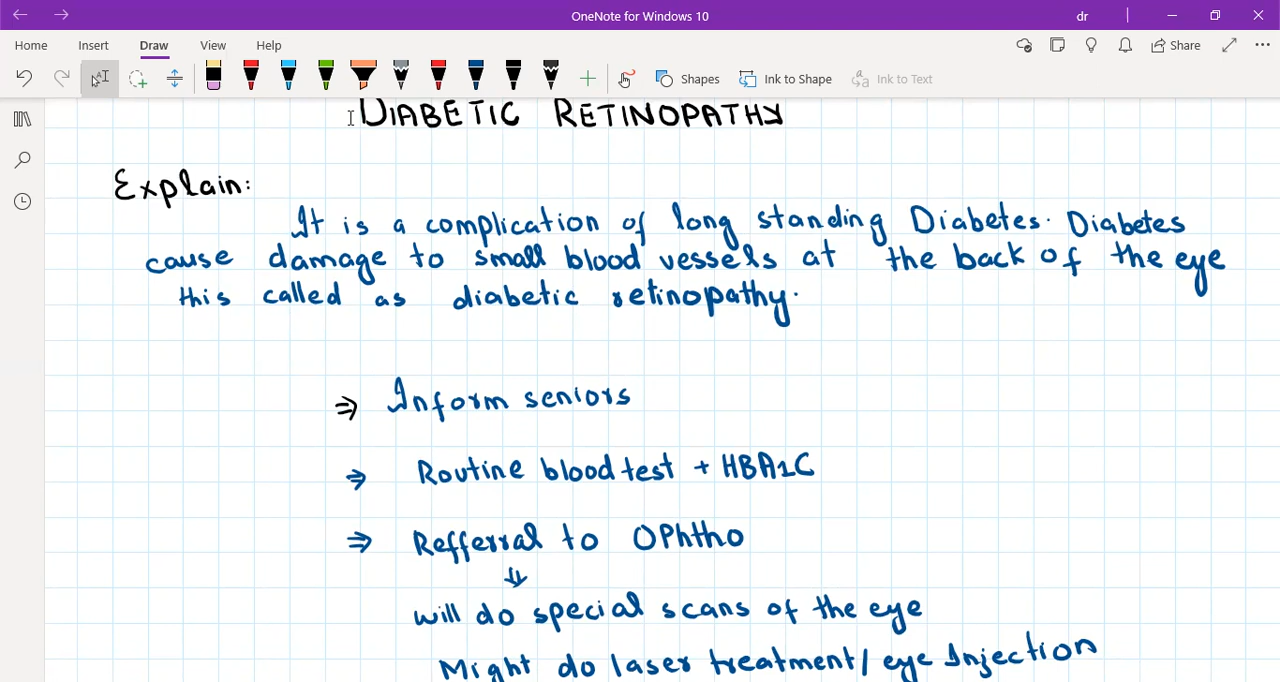 OneNote for Windows 10
dr
Home Insert Draw View Help
Share
Shapes
Ink to Shape
Ink to Text
DIABETIC RETINOPATHY
Explain:
It is a complication of long standing Diabetes. Diabetes
cause damage to small blood vessels at the back of the eye
this called as diabetic retinopathy.
⇒ Inform seniors
⇒ Routine blood test + HBA1C
⇒ Refferral to OPhtho
⇓
will do special scans of the eye
Might do laser treatment/ eye Injection